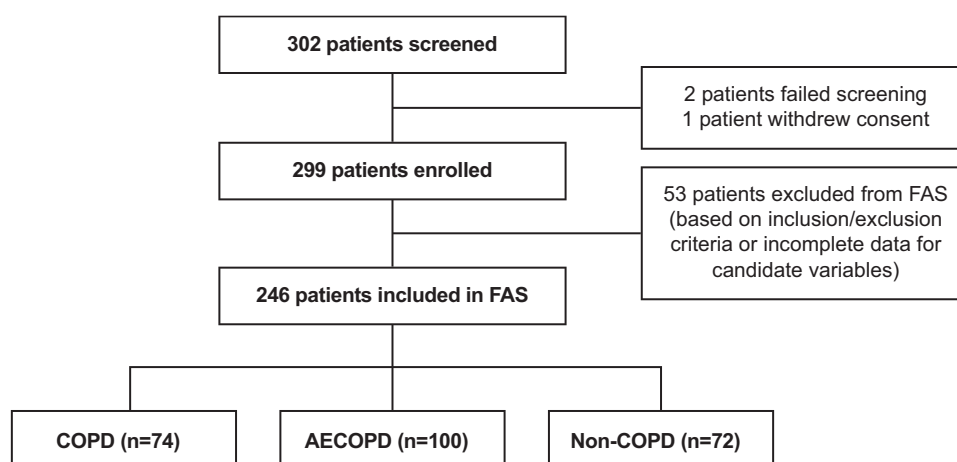 302 patients screened
2 patients failed screening
1 patient withdrew consent
299 patients enrolled
53 patients excluded from FAS
(based on inclusion/exclusion
criteria or incomplete data for
candidate variables)
246 patients included in FAS
COPD (n=74)
AECOPD (n=100)
Non-COPD (n=72)